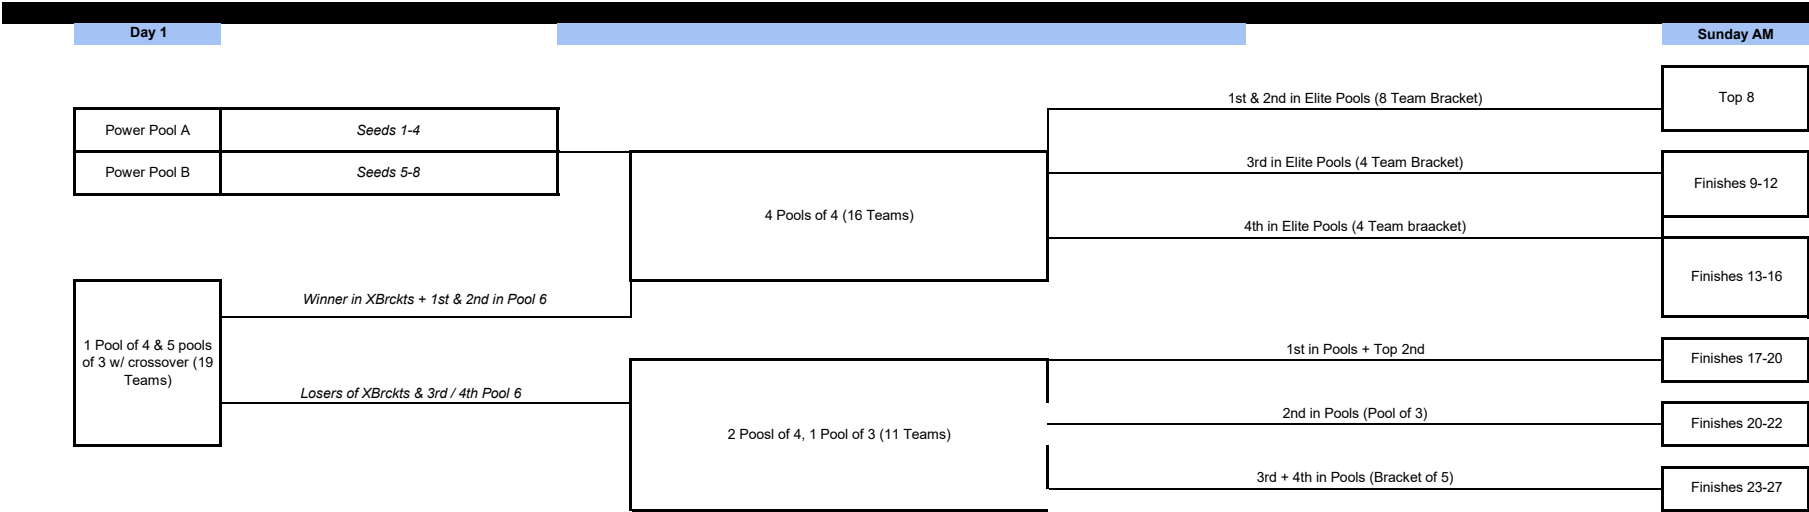 Day 1
Sunday AM
1st & 2nd in Elite Pools (8 Team Bracket)
Top 8
Power Pool A
Seeds 1-4
Power Pool B
Seeds 5-8
3rd in Elite Pools (4 Team Bracket)
Finishes 9-12
4 Pools of 4 (16 Teams)
4th in Elite Pools (4 Team braacket)
Finishes 13-16
Winner in XBrckts + 1st & 2nd in Pool 6
1 Pool of 4 & 5 pools
of 3 w/ crossover (19
Teams)
1st in Pools + Top 2nd
Finishes 17-20
Losers of XBrckts & 3rd / 4th Pool 6
2nd in Pools (Pool of 3)
Finishes 20-22
2 Poosl of 4, 1 Pool of 3 (11 Teams)
3rd + 4th in Pools (Bracket of 5)
Finishes 23-27